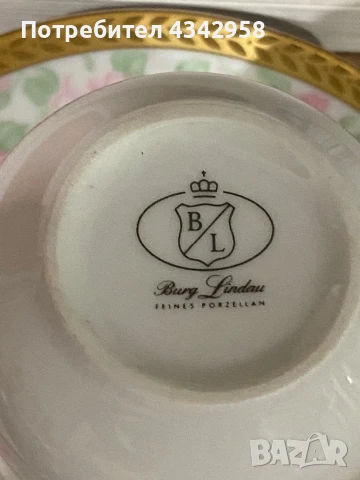 Потребител 4342958
B
L
Burg Lindau
FEINES PORZELLAN
BAZAR